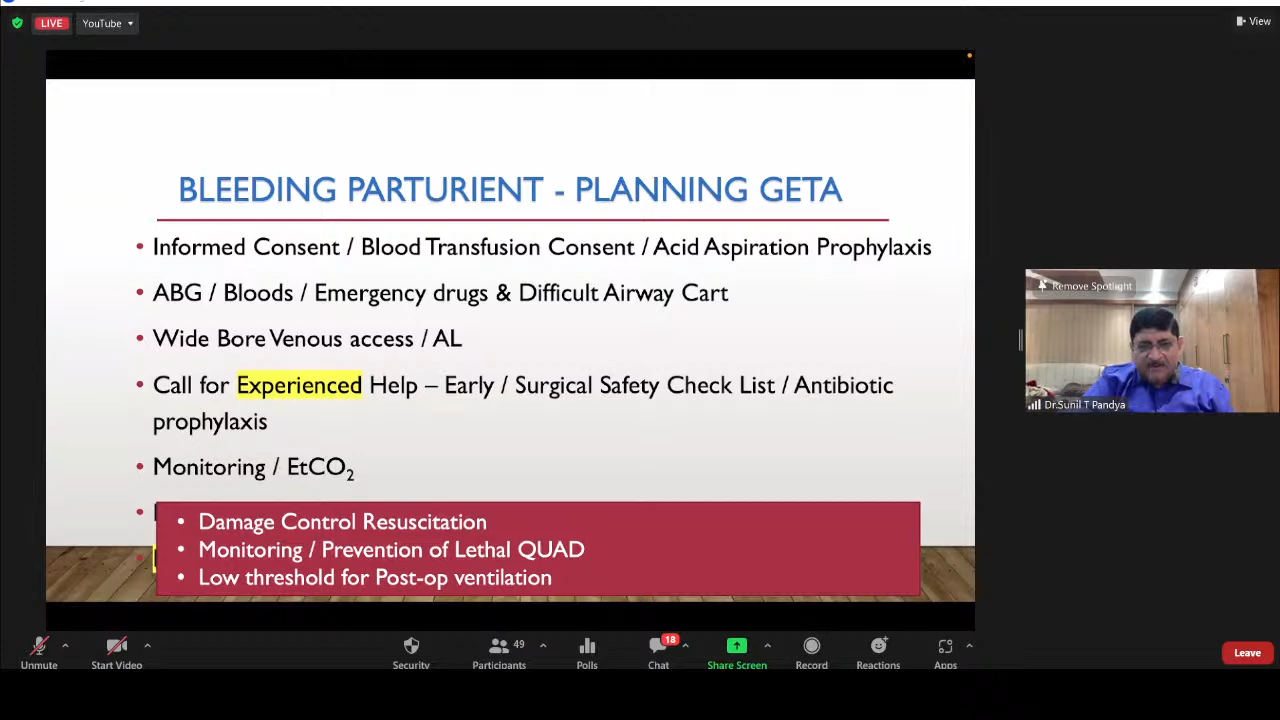 LIVE
YouTube
View
BLEEDING PARTURIENT - PLANNING GETA
• Informed Consent / Blood Transfusion Consent / Acid Aspiration Prophylaxis
• ABG / Bloods / Emergency drugs & Difficult Airway Cart
• Wide Bore Venous access / AL
• Call for Experienced Help – Early / Surgical Safety Check List / Antibiotic
prophylaxis
• Monitoring / EtCO2
• Damage Control Resuscitation
• Monitoring / Prevention of Lethal QUAD
• Low threshold for Post-op ventilation
Remove Spotlight
Dr.Sunil T Pandya
49
18
Unmute
Start Video
Security
Participants
Polls
Chat
Share Screen
Record
Reactions
Apps
Leave